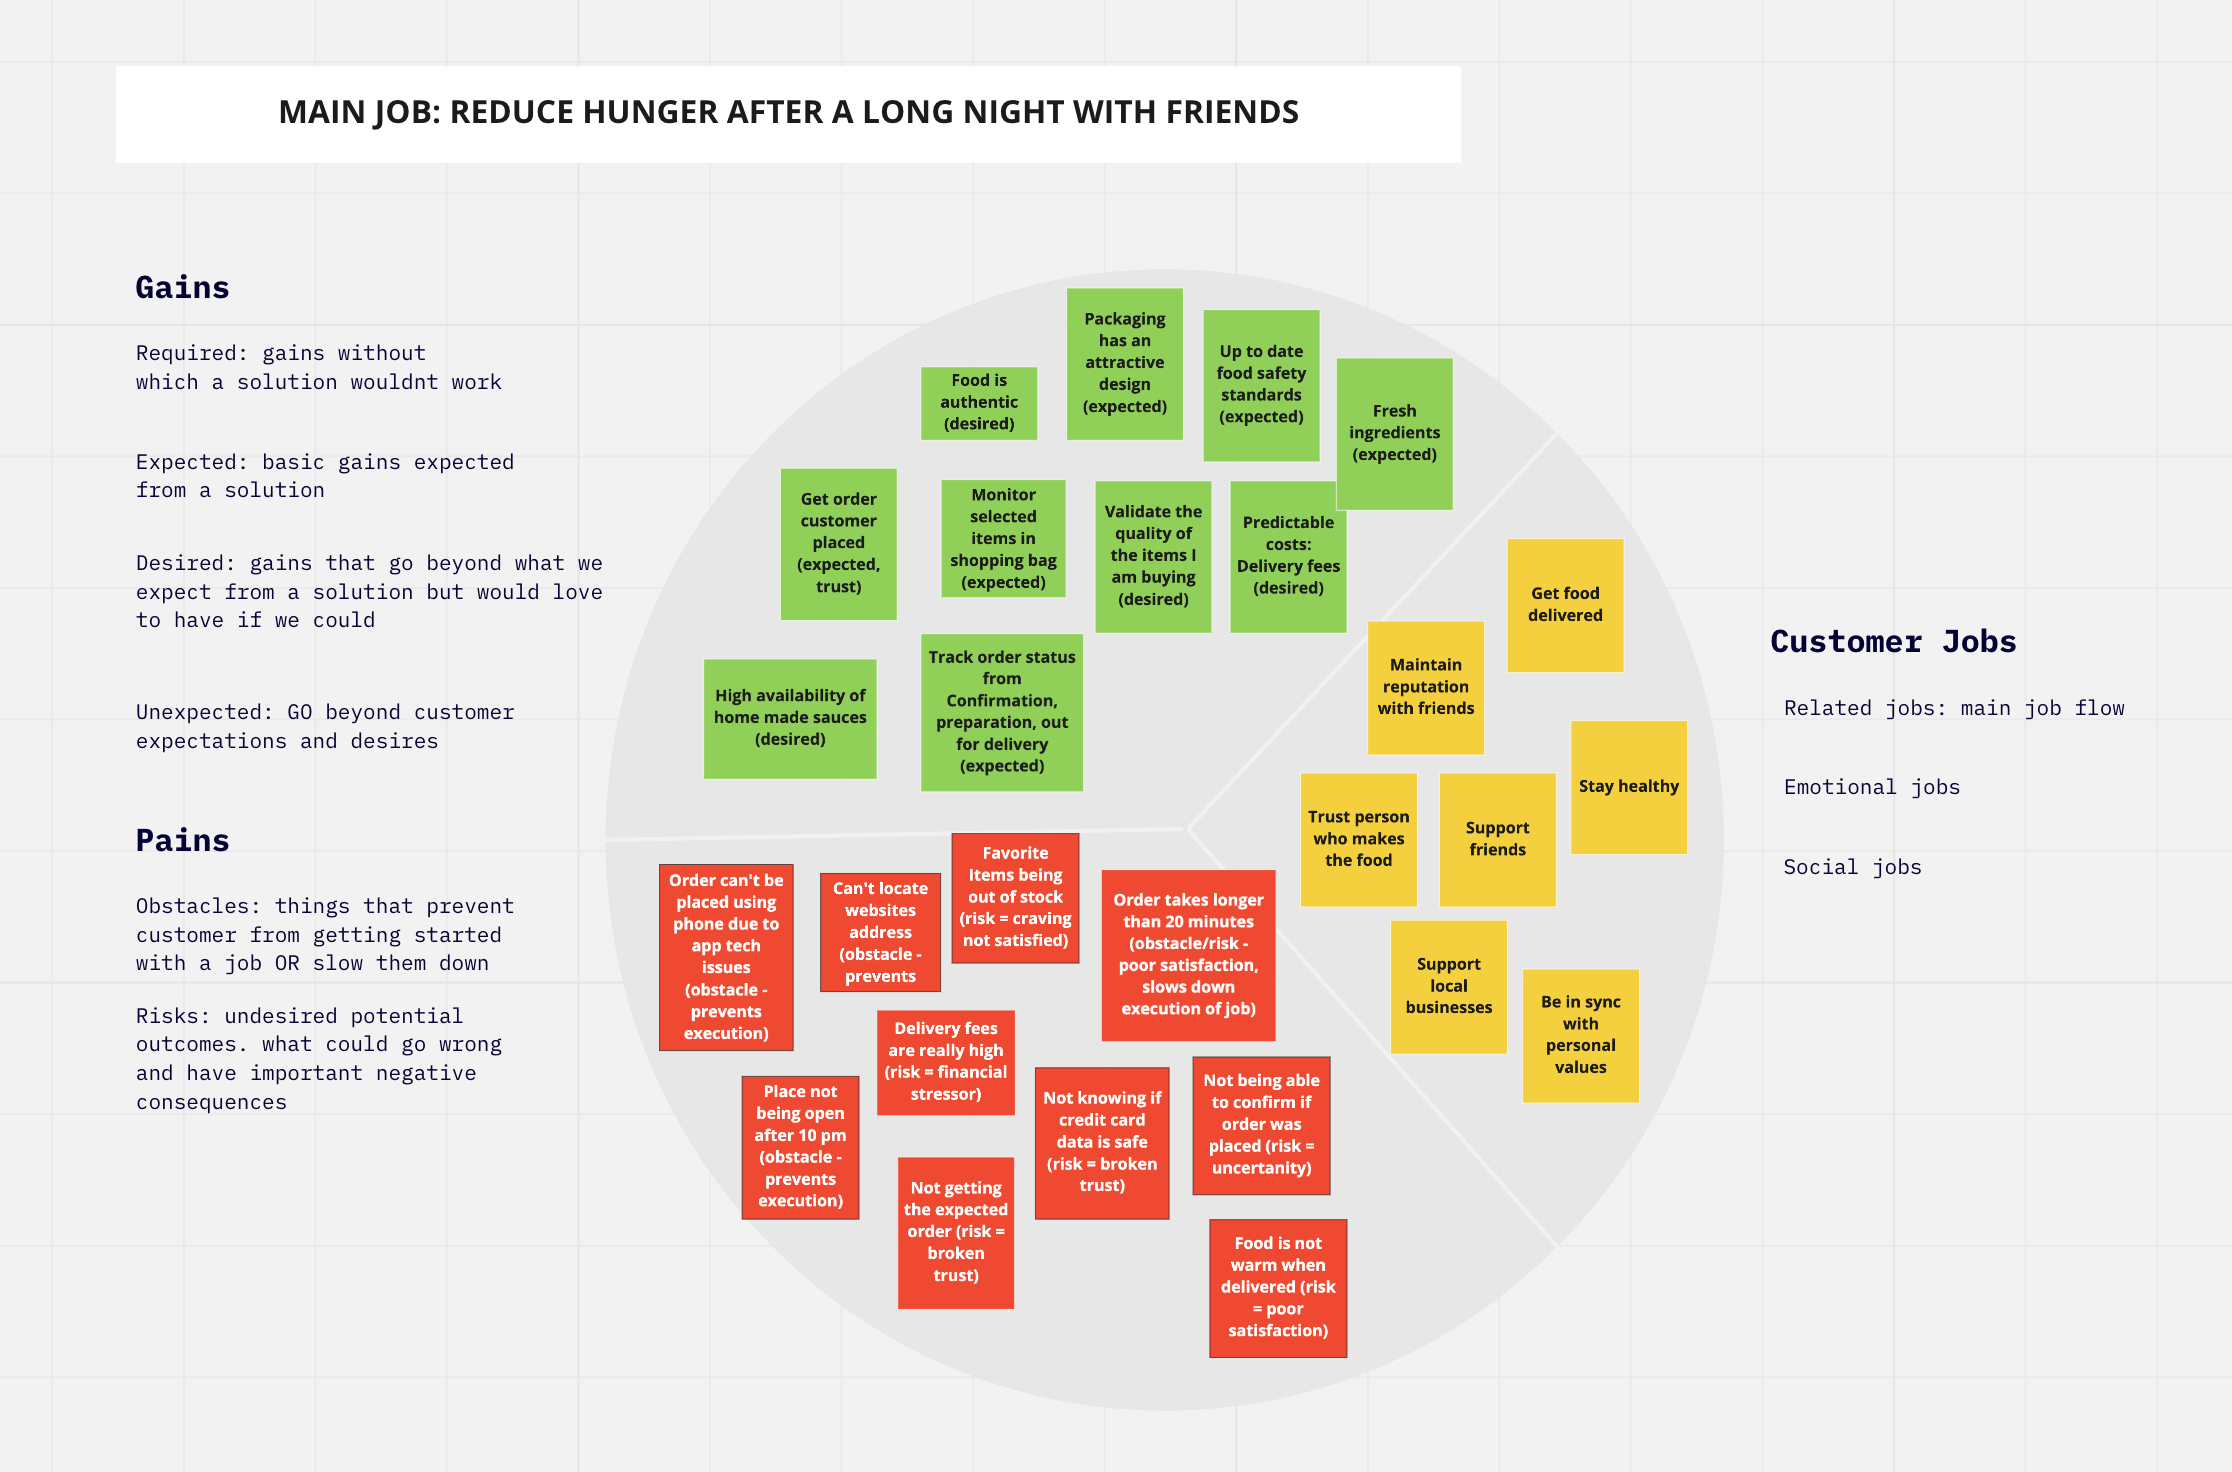 MAIN JOB: REDUCE HUNGER AFTER A LONG NIGHT WITH FRIENDS
Gains
Required: gains without
which a solution wouldnt work
Expected: basic gains expected
from a solution
Desired: gains that go beyond what we
expect from a solution but would love
to have if we could
Unexpected: GO beyond customer
expectations and desires
Pains
Obstacles: things that prevent
customer from getting started
with a job OR slow them down
Risks: undesired potential
outcomes. what could go wrong
and have important negative
consequences
Packaging
has an
attractive
design
(expected)
Up to date
food safety
standards
(expected)
Fresh
ingredients
(expected)
Food is
authentic
(desired)
Get order
customer
placed
(expected,
trust)
Monitor
selected
items in
shopping bag
(expected)
Validate the
quality of
the items I
am buying
(desired)
Predictable
costs:
Delivery fees
(desired)
High availability of
home made sauces
(desired)
Track order status
from
Confirmation,
preparation, out
for delivery
(expected)
Order can't be
placed using
phone due to
app tech
issues
(obstacle -
prevents
execution)
Can't locate
websites
address
(obstacle -
prevents
Favorite
Items being
out of stock
(risk = craving
not satisfied)
Order takes longer
than 20 minutes
(obstacle/risk -
poor satisfaction,
slows down
execution of job)
Delivery fees
are really high
(risk = financial
stressor)
Place not
being open
after 10 pm
(obstacle -
prevents
execution)
Not getting
the expected
order (risk =
broken
trust)
Not knowing if
credit card
data is safe
(risk = broken
trust)
Not being able
to confirm if
order was
placed (risk =
uncertanity)
Food is not
warm when
delivered (risk
= poor
satisfaction)
Get food
delivered
Maintain
reputation
with friends
Stay healthy
Trust person
who makes
the food
Support
friends
Support
local
businesses
Be in sync
with
personal
values
Customer Jobs
Related jobs: main job flow
Emotional jobs
Social jobs